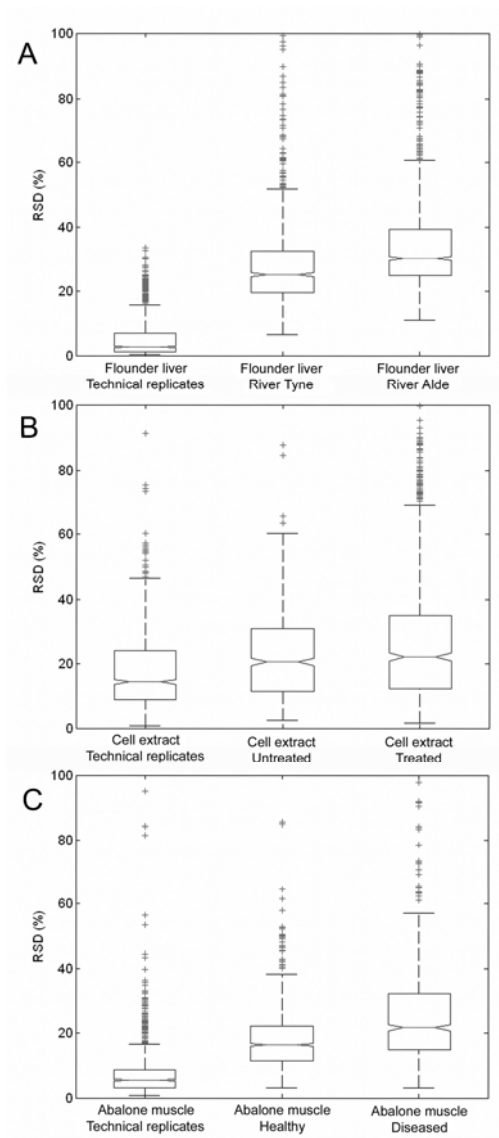 A
100
80
60
40
20
0
RSD (%)
Flounder liver Flounder liver Flounder liver
Technical replicates River Tyne River Alde
B
100
80
60
40
20
0
RSD (%)
Cell extract Cell extract Cell extract
Technical replicates Untreated Treated
C
100
80
60
40
20
0
RSD (%)
Abalone muscle Abalone muscle Abalone muscle
Technical replicates Healthy Diseased